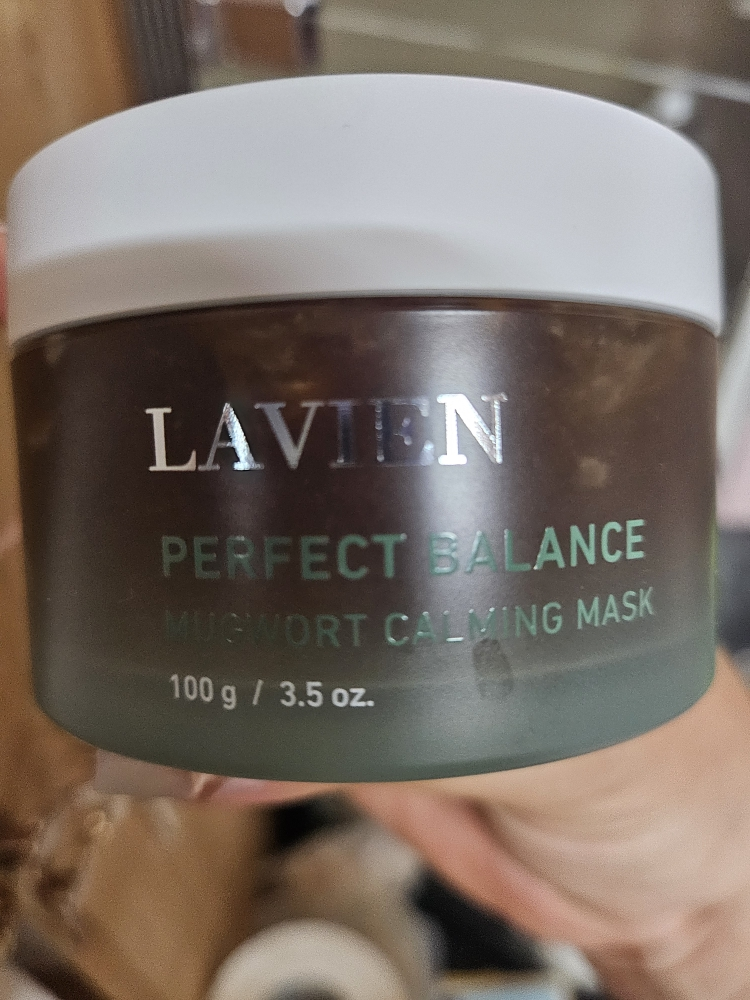 LAVIEN
PERFECT BALANCE
MUGWORT CALMING MASK
100 g / 3.5 oz.